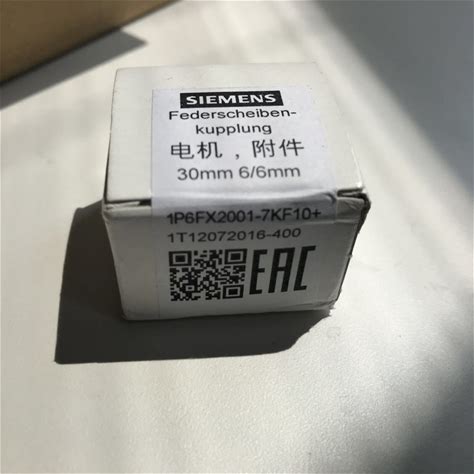 SIEMENS
Federscheiben-
kupplung
电机，附件
30mm 6/6mm
1P6FX2001-7KF10+
1T12072016-400
EAC